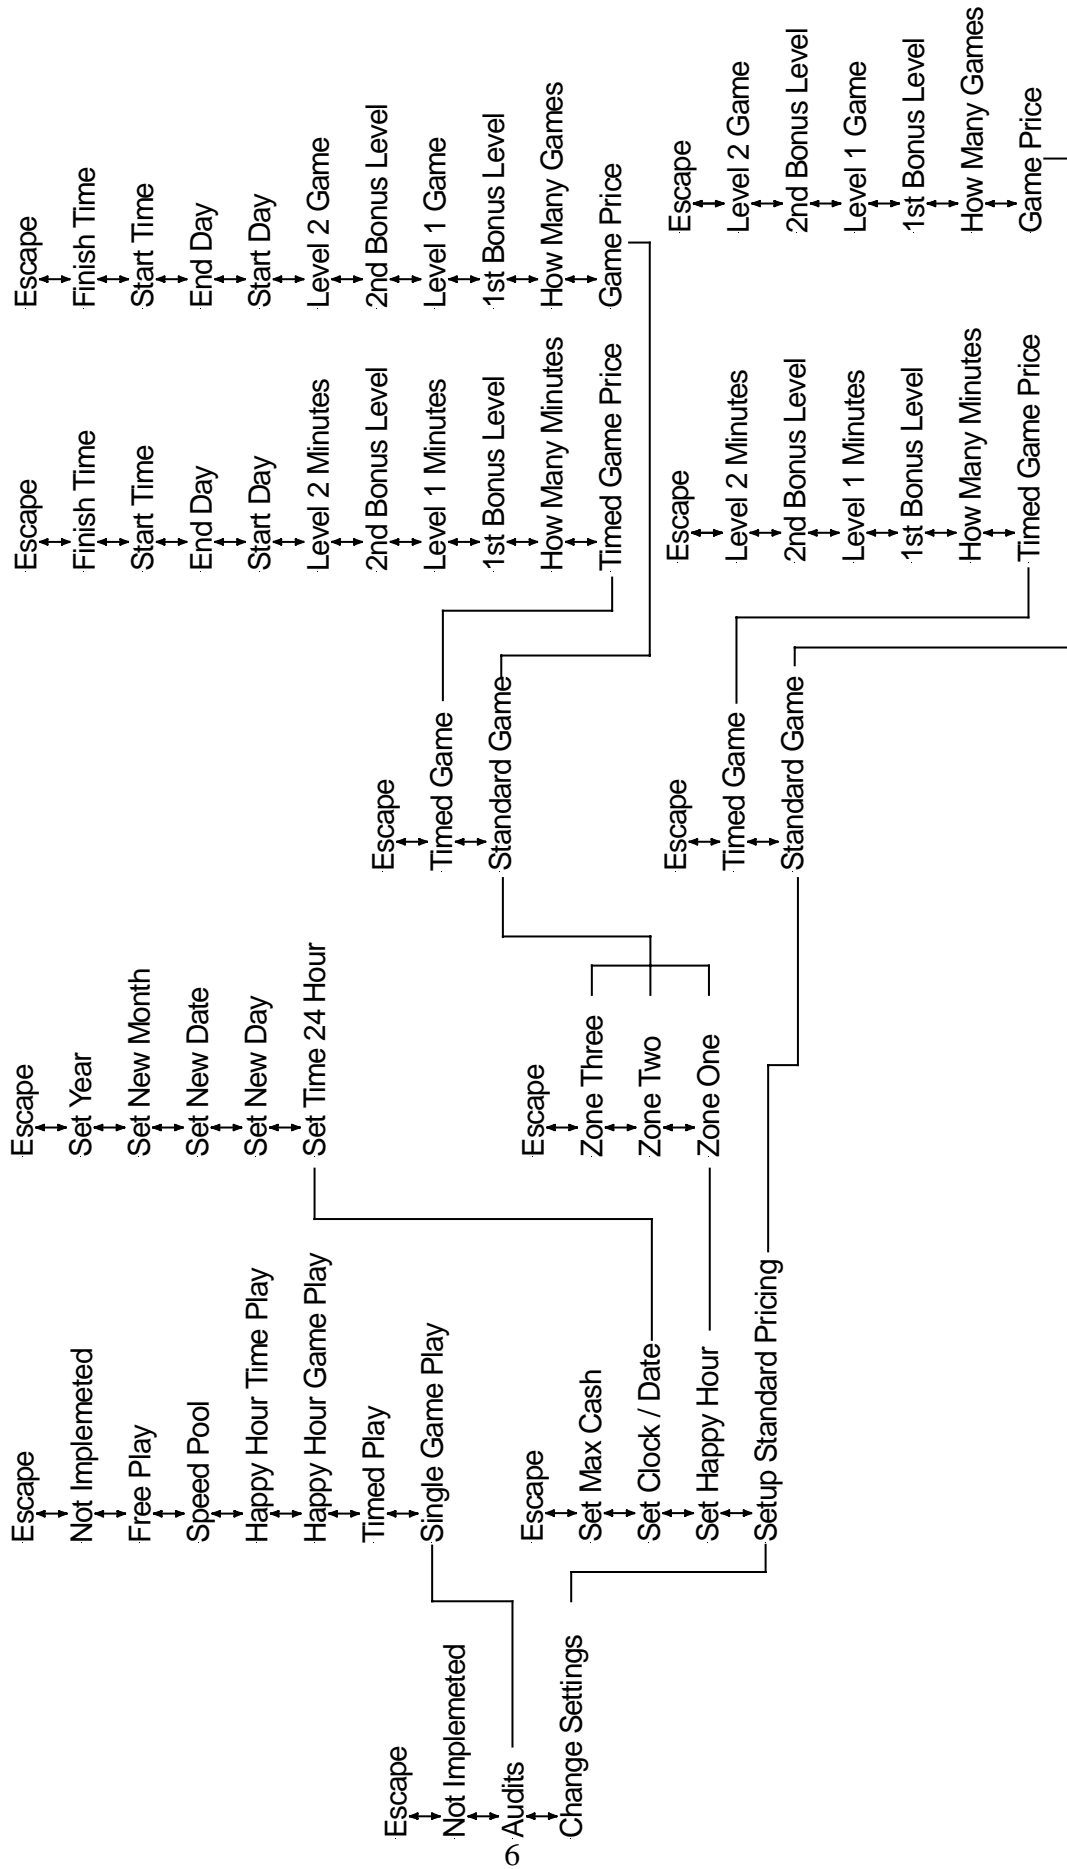 Escape
Not Implemeted
Audits
Change Settings
Escape
Not Implemeted
Free Play
Speed Pool
Happy Hour Time Play
Happy Hour Game Play
Timed Play
Single Game Play
Escape
Set Max Cash
Set Clock / Date
Set Happy Hour
Setup Standard Pricing
Escape
Set Year
Set New Month
Set New Date
Set New Day
Set Time 24 Hour
Escape
Zone Three
Zone Two
Zone One
Escape
Timed Game
Standard Game
Escape
Timed Game
Standard Game
Escape
Finish Time
Start Time
End Day
Start Day
Level 2 Minutes
2nd Bonus Level
Level 1 Minutes
1st Bonus Level
How Many Minutes
Timed Game Price
Escape
Level 2 Minutes
2nd Bonus Level
Level 1 Minutes
1st Bonus Level
How Many Minutes
Timed Game Price
Escape
Finish Time
Start Time
End Day
Start Day
Level 2 Game
2nd Bonus Level
Level 1 Game
1st Bonus Level
How Many Games
Game Price
Escape
Level 2 Game
2nd Bonus Level
Level 1 Game
1st Bonus Level
How Many Games
Game Price
6